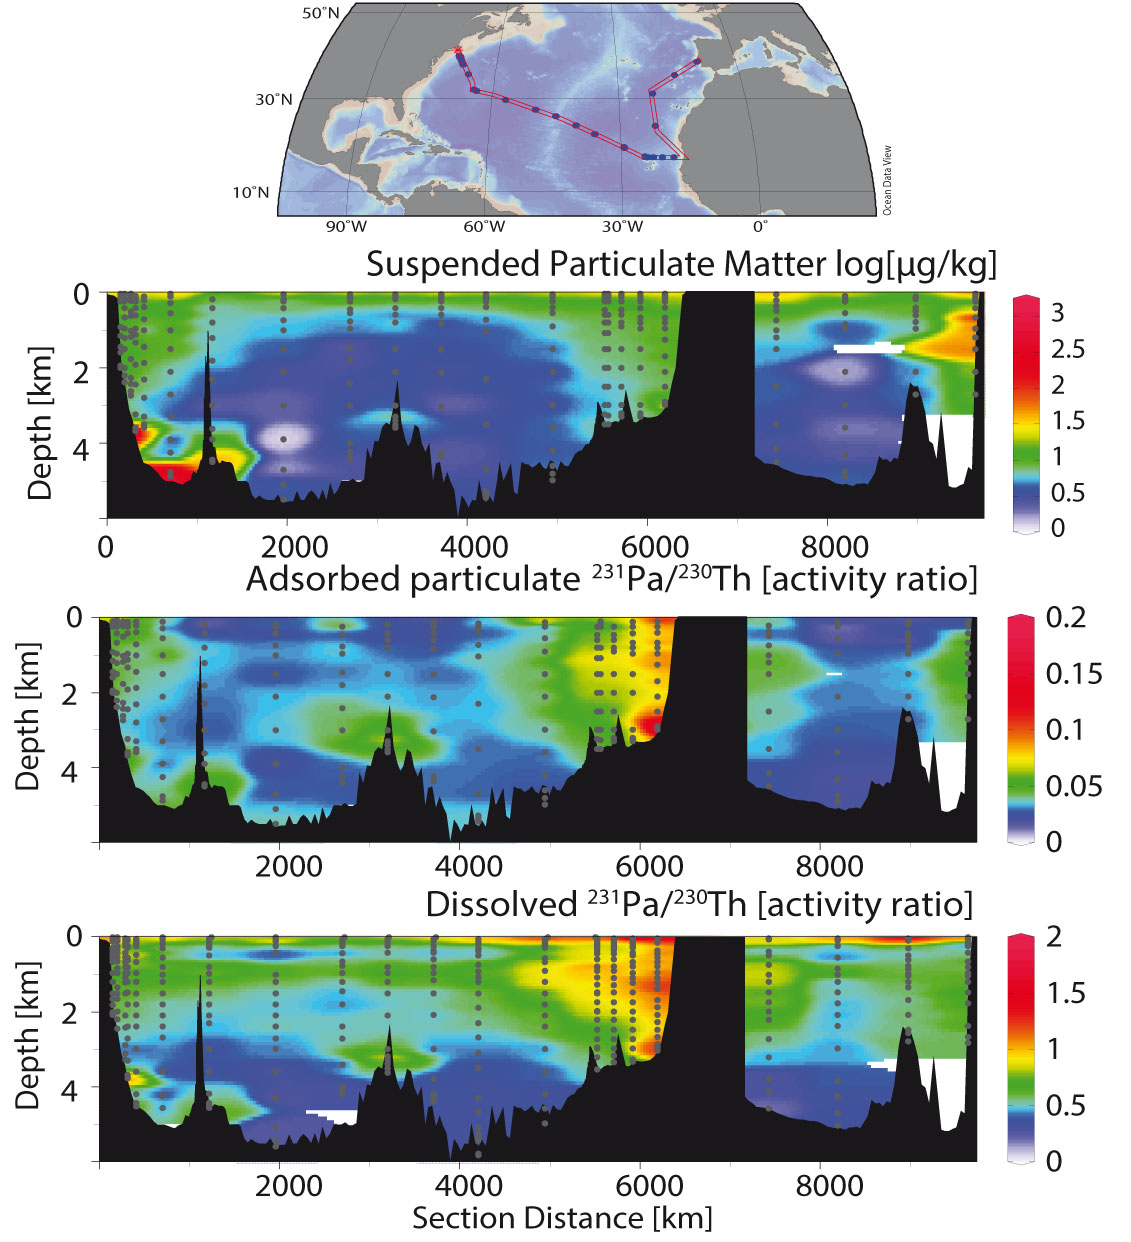 50˚N
30˚N
10˚N
90˚W 60˚W 30˚W 0˚
Ocean Data View
Suspended Particulate Matter log[µg/kg]
0
2
4
Depth [km]
0 2000 4000 6000 8000
3
2.5
2
1.5
1
0.5
0
Adsorbed particulate ²³¹Pa/²³⁰Th [activity ratio]
0
2
4
Depth [km]
2000 4000 6000 8000
0.2
0.15
0.1
0.05
0
Dissolved ²³¹Pa/²³⁰Th [activity ratio]
0
2
4
Depth [km]
2000 4000 6000 8000
2
1.5
1
0.5
0
Section Distance [km]